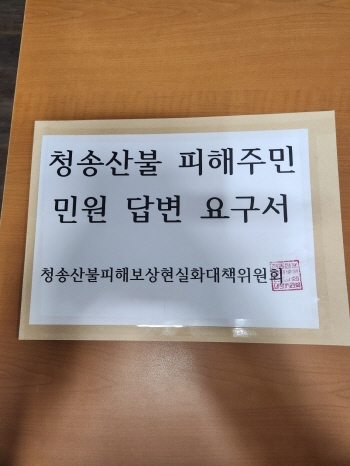 청송산불 피해주민
민원 답변 요구서
청송산불피해보상현실화대책위원회